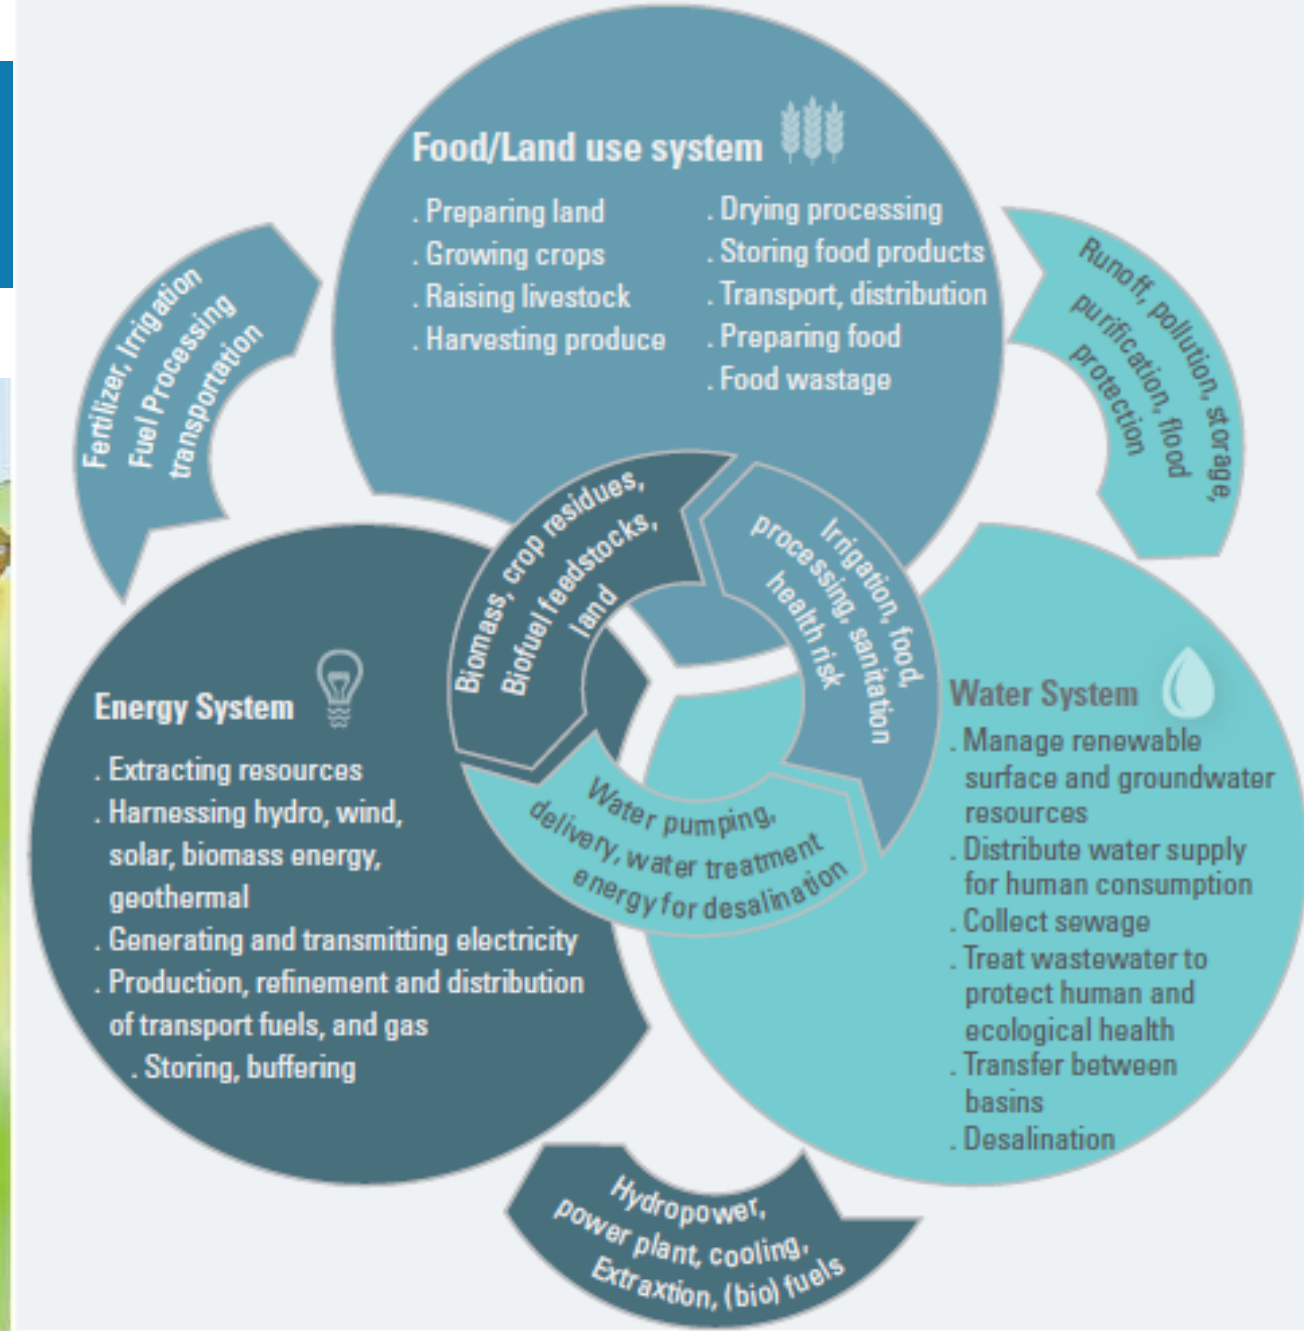 Food/Land use system
. Preparing land
. Growing crops
. Raising livestock
. Harvesting produce
. Drying processing
. Storing food products
. Transport, distribution
. Preparing food
. Food wastage
Fertilizer, Irrigation
Fuel Processing
transportation
Runoff, pollution, storage,
purification, flood
protection
Biomass, crop residues,
Biofuel feedstocks,
land
Irrigation, food,
processing, sanitation
health risk
Water pumping,
delivery, water treatment
energy for desalination
Energy System
. Extracting resources
. Harnessing hydro, wind,
solar, biomass energy,
geothermal
. Generating and transmitting electricity
. Production, refinement and distribution
of transport fuels, and gas
. Storing, buffering
Water System
. Manage renewable
surface and groundwater
resources
. Distribute water supply
for human consumption
. Collect sewage
. Treat wastewater to
protect human and
ecological health
. Transfer between
basins
. Desalination
Hydropower,
power plant, cooling,
Extraxtion, (bio) fuels